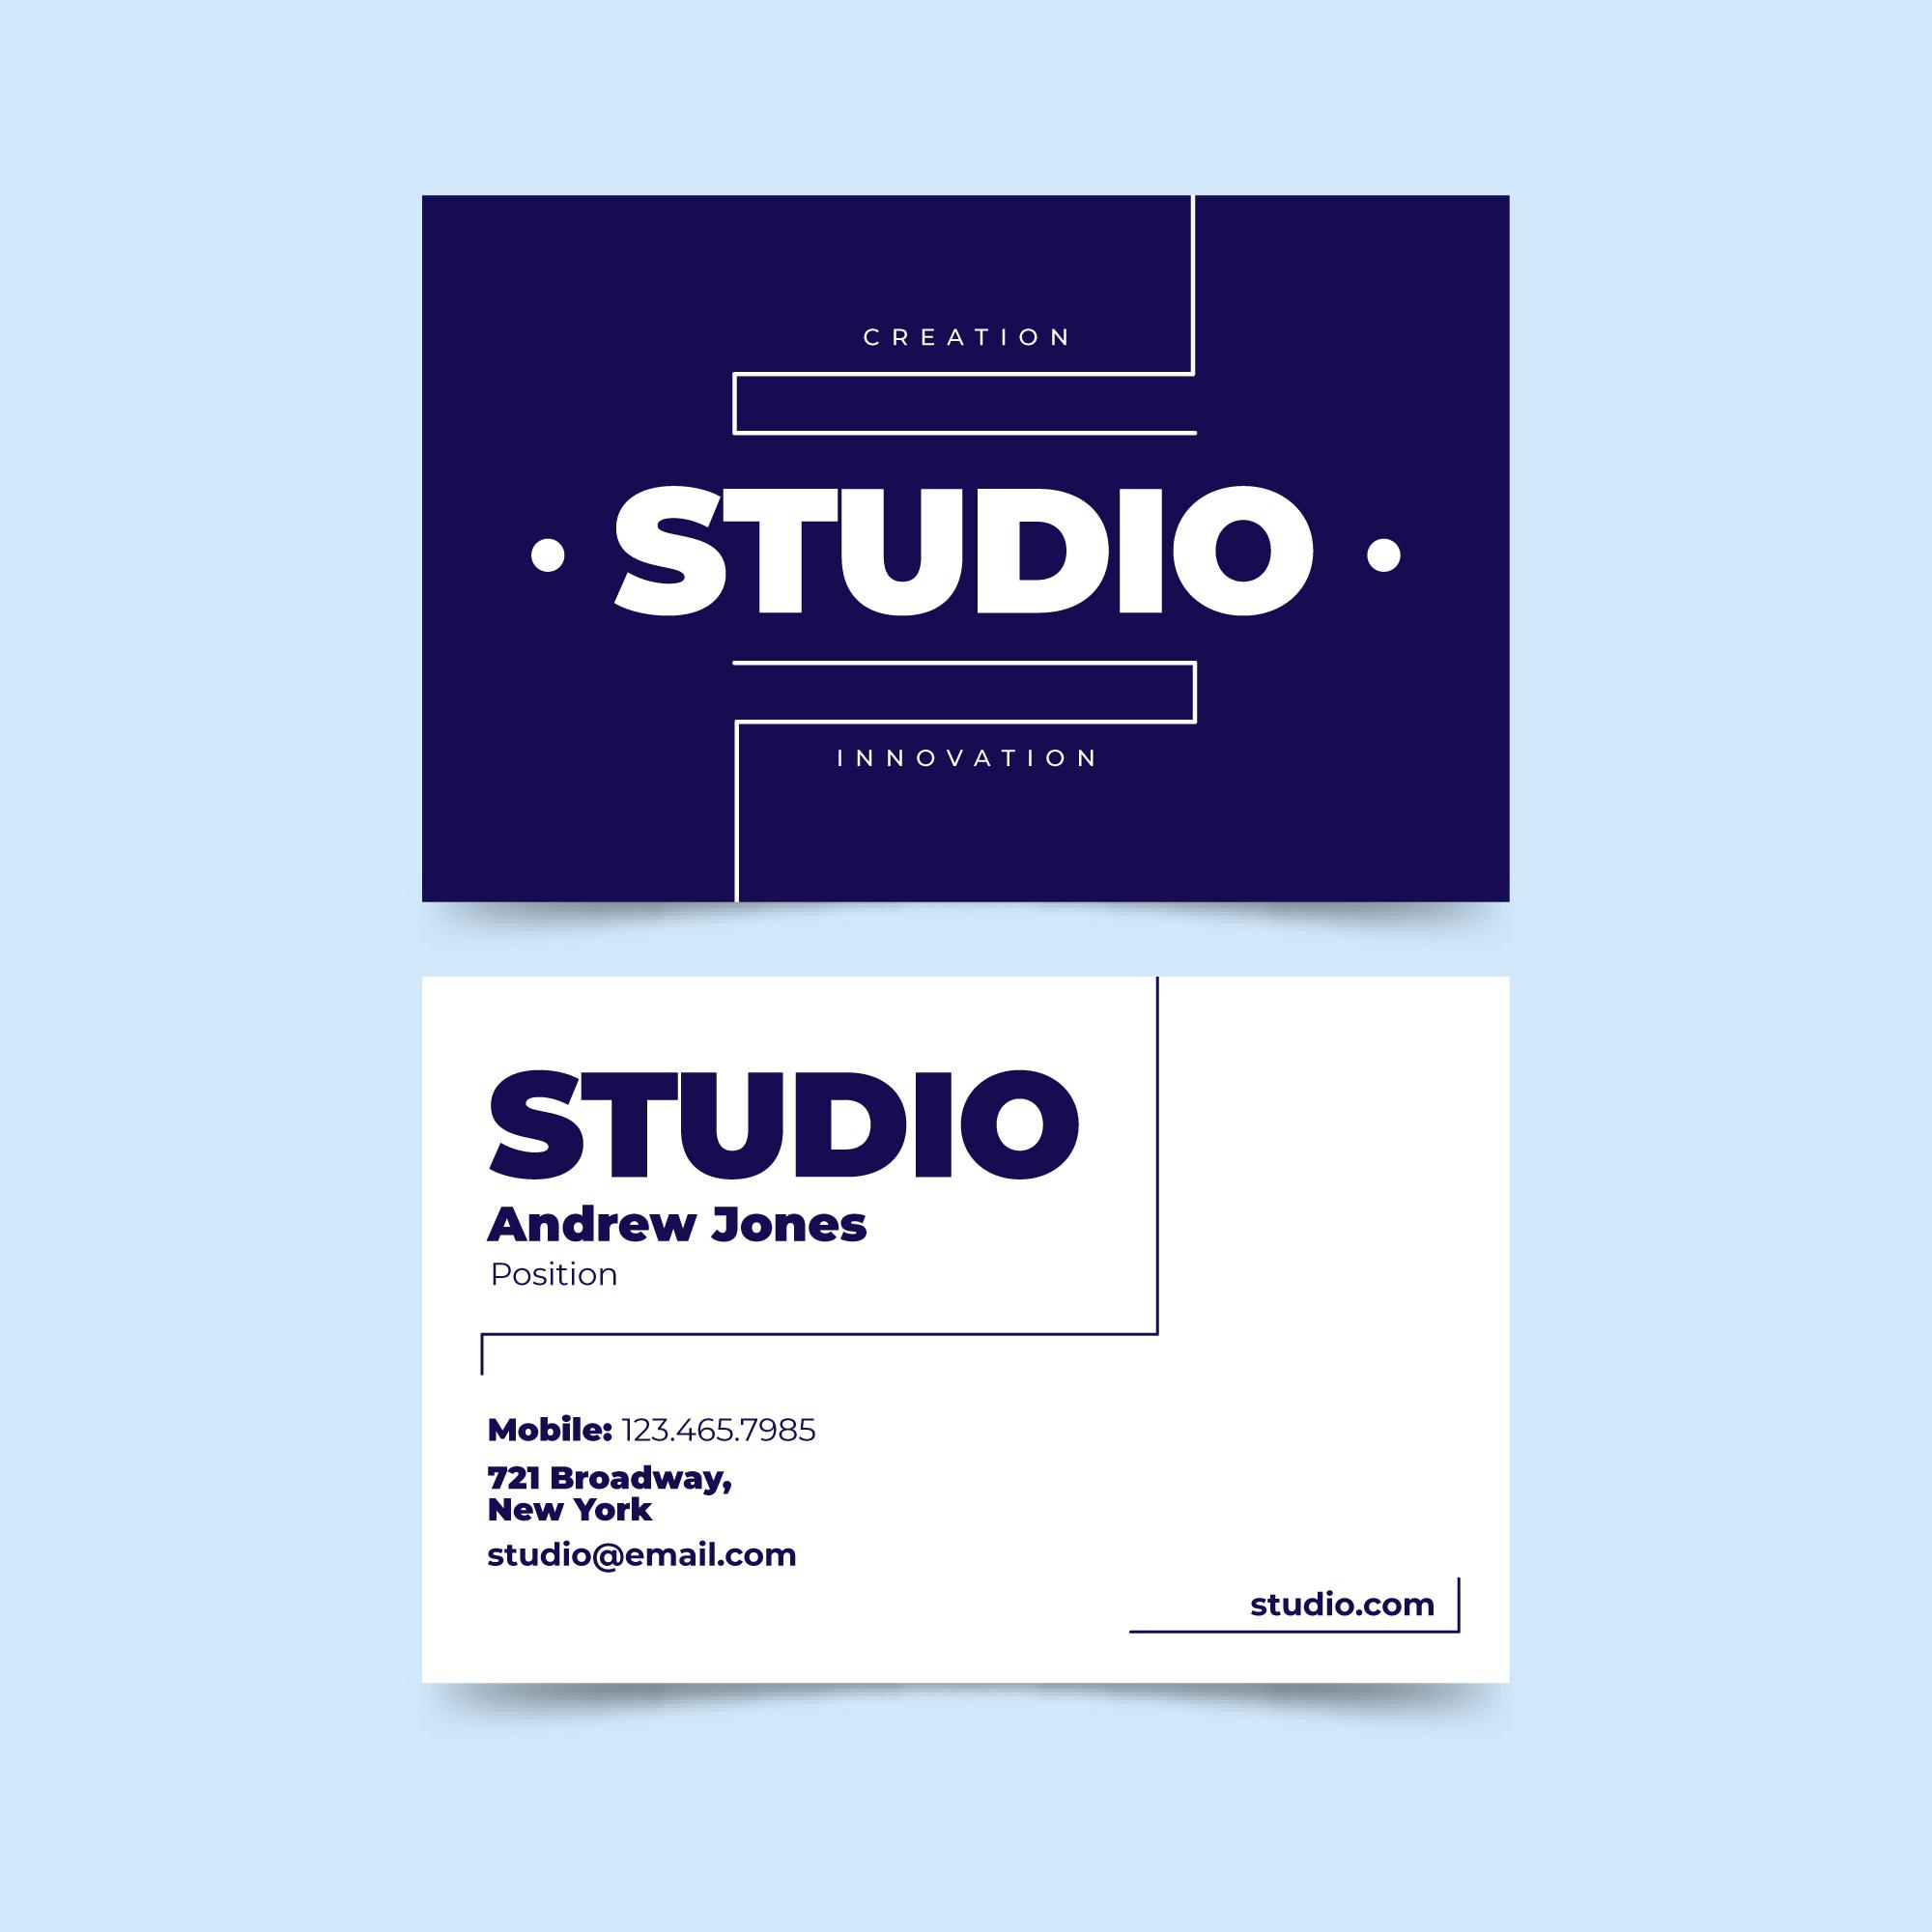 CREATION
STUDIO
INNOVATION
STUDIO
Andrew Jones
Position
Mobile: 123.465.7985
721 Broadway,
New York
studio@email.com
studio.com